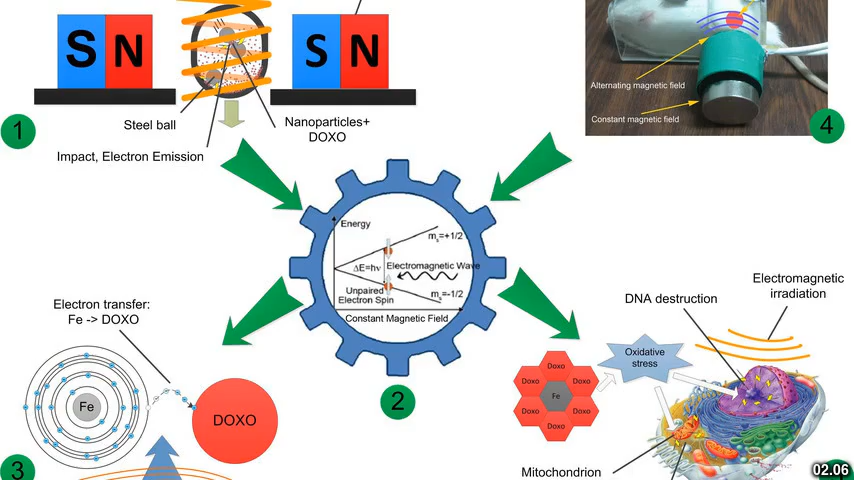 S N
S N
Steel ball
Nanoparticles+
DOXO
Impact, Electron Emission
1
Alternating magnetic field
Constant magnetic field
4
Energy
mₛ=+1/2
ΔE=hν
Electromagnetic Wave
Unpaired
Electron Spin
mₛ=-1/2
Constant Magnetic Field
2
Electron transfer:
Fe -> DOXO
Fe
DOXO
3
Electromagnetic
irradiation
DNA destruction
Oxidative
stress
Doxo
Doxo
Doxo
Fe
Doxo
Doxo
Doxo
Mitochondrion
02.06